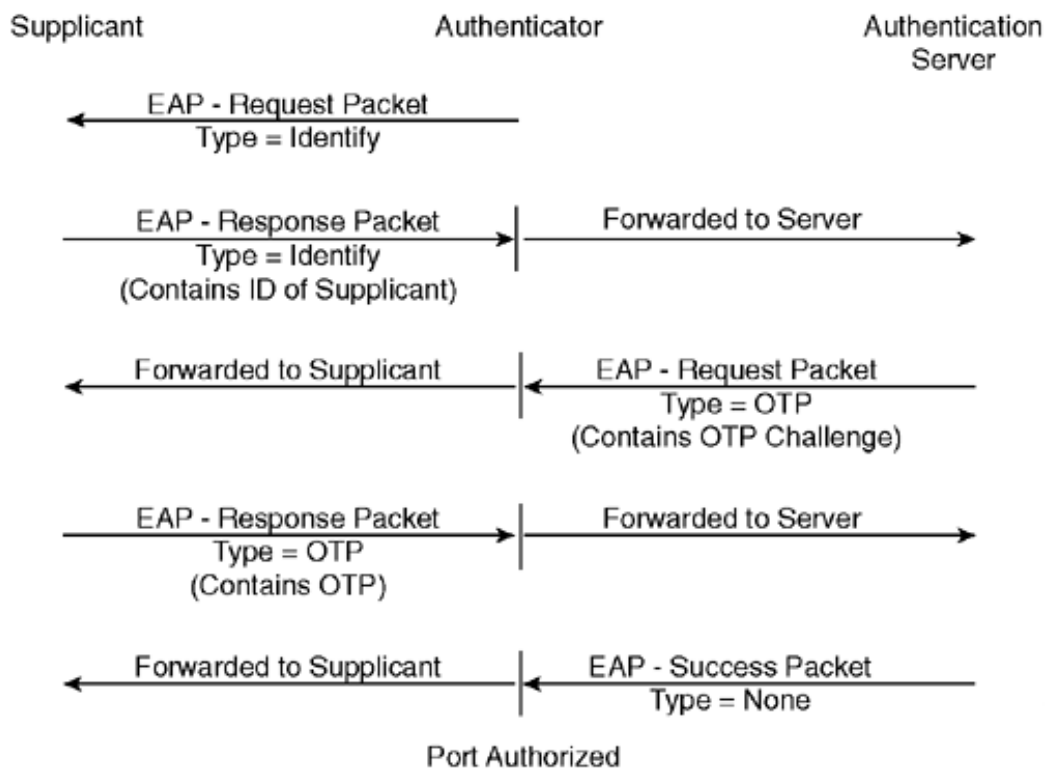 Supplicant
Authenticator
Authentication
Server
EAP - Request Packet
Type = Identify
EAP - Response Packet
Type = Identify
(Contains ID of Supplicant)
Forwarded to Server
Forwarded to Supplicant
EAP - Request Packet
Type = OTP
(Contains OTP Challenge)
EAP - Response Packet
Type = OTP
(Contains OTP)
Forwarded to Server
Forwarded to Supplicant
EAP - Success Packet
Type = None
Port Authorized